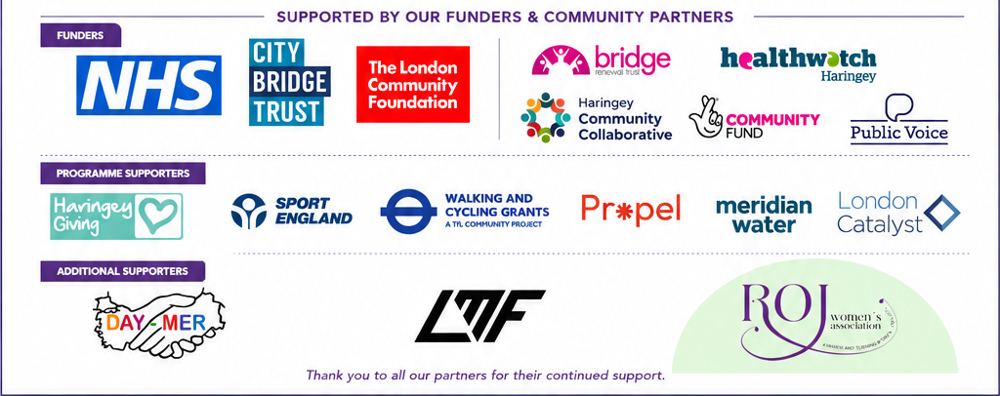 SUPPORTED BY OUR FUNDERS & COMMUNITY PARTNERS
FUNDERS
NHS
CITY
BRIDGE
TRUST
The London
Community
Foundation
bridge
renewal trust
healthwatch
Haringey
Haringey
Community
Collaborative
COMMUNITY
FUND
Public Voice
PROGRAMME SUPPORTERS
Haringey
Giving
SPORT
ENGLAND
WALKING AND
CYCLING GRANTS
A TfL COMMUNITY PROJECT
Propel
meridian
water
London
Catalyst
ADDITIONAL SUPPORTERS
DAY-MER
LMF
ROJ
women's
association
Thank you to all our partners for their continued support.